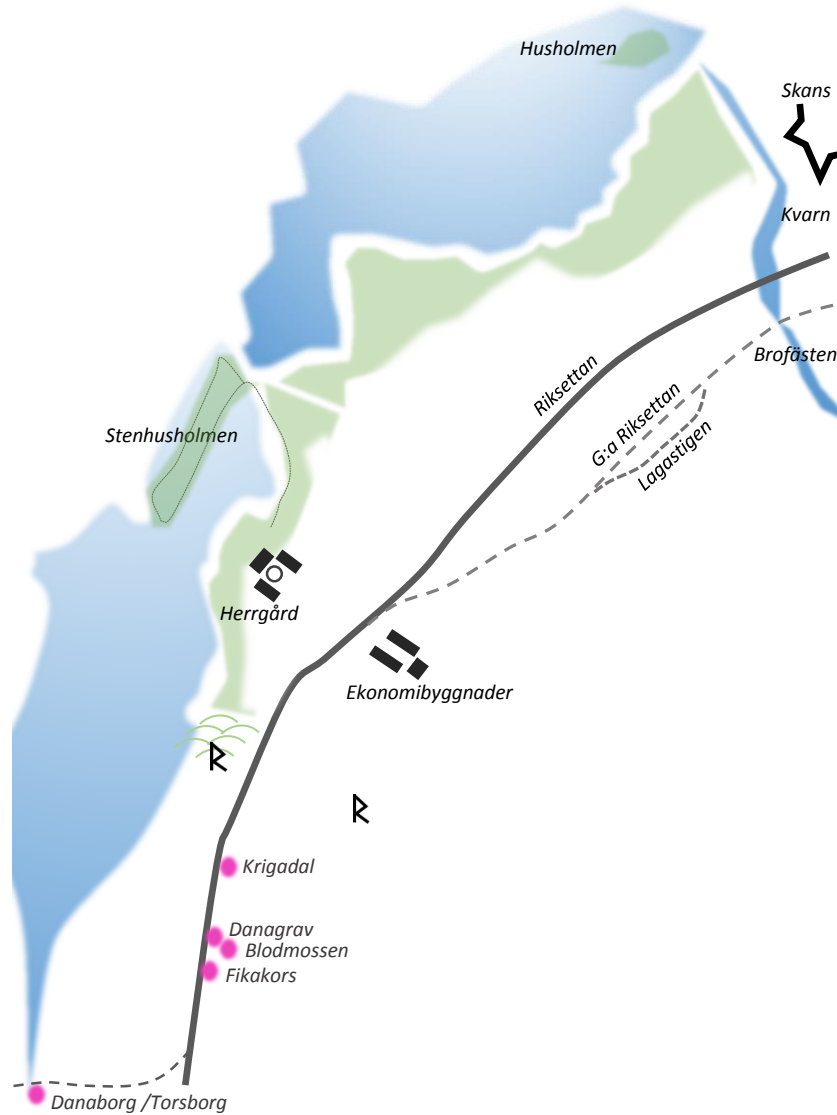 Husholmen
Skans
Kvarn
Brofästen
Riksettan
G:a Riksettan
Lagastigen
Stenhusholmen
Herrgård
Ekonomibyggnader
Krigadal
Danagrav
Blodmossen
Fikakors
Danaborg /Torsborg